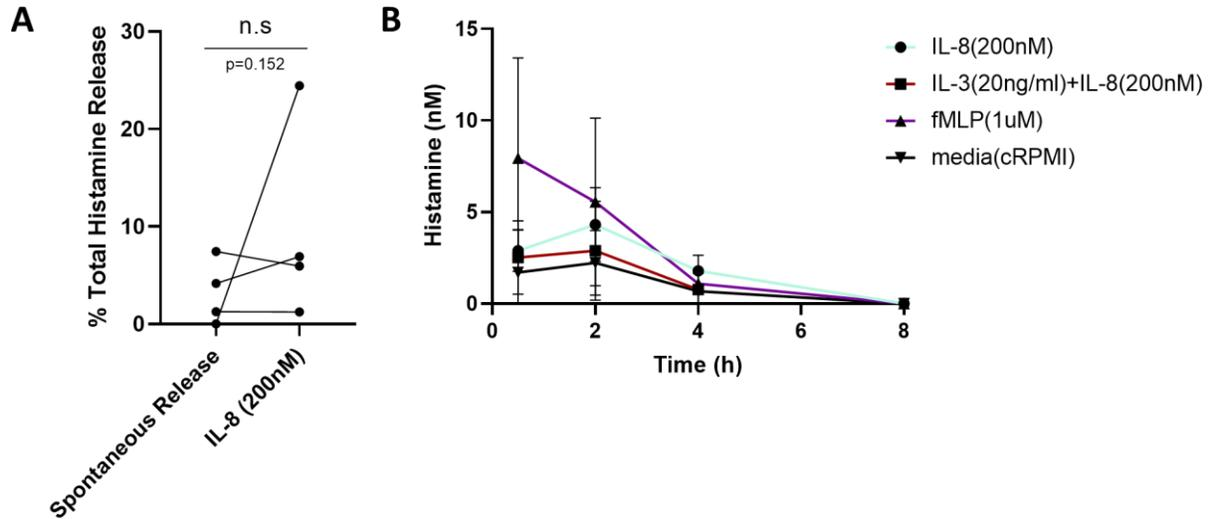 A
n.s
p=0.152
% Total Histamine Release
30
20
10
0
Spontaneous Release
IL-8 (200nM)
B
Histamine (nM)
15
10
5
0
0
2
4
6
8
Time (h)
IL-8(200nM)
IL-3(20ng/ml)+IL-8(200nM)
fMLP(1uM)
media(cRPMI)